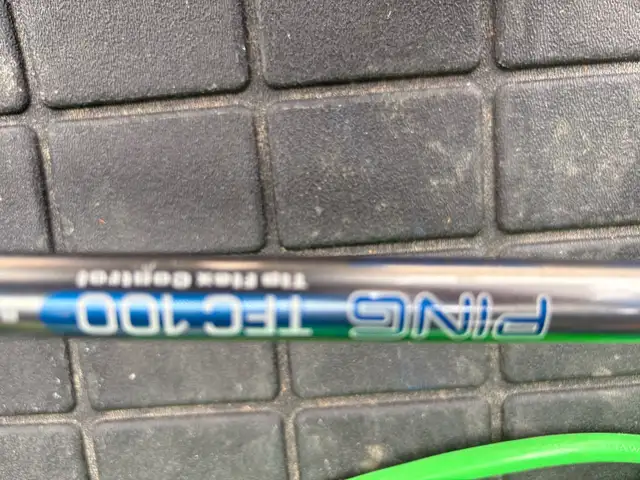 PING TFC 100
Tip Flex Control